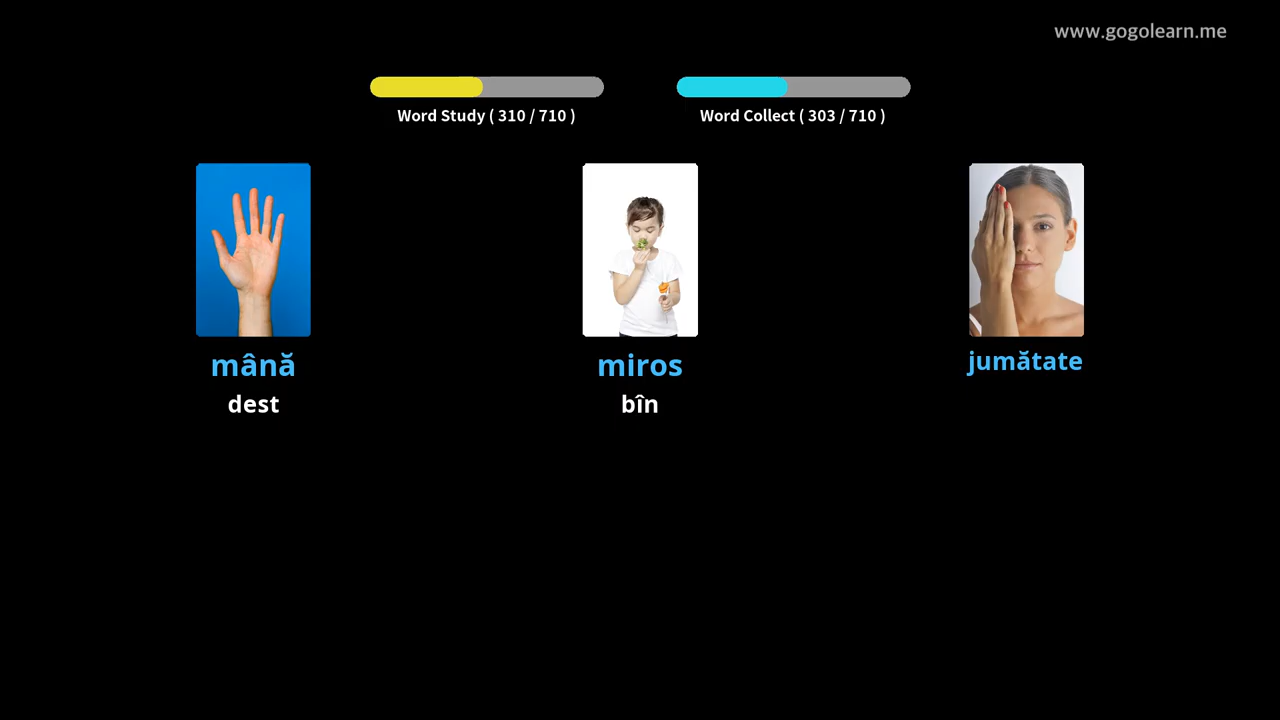 www.gogolearn.me
Word Study ( 310 / 710 )
Word Collect ( 303 / 710 )
mână
dest
miros
bîn
jumătate